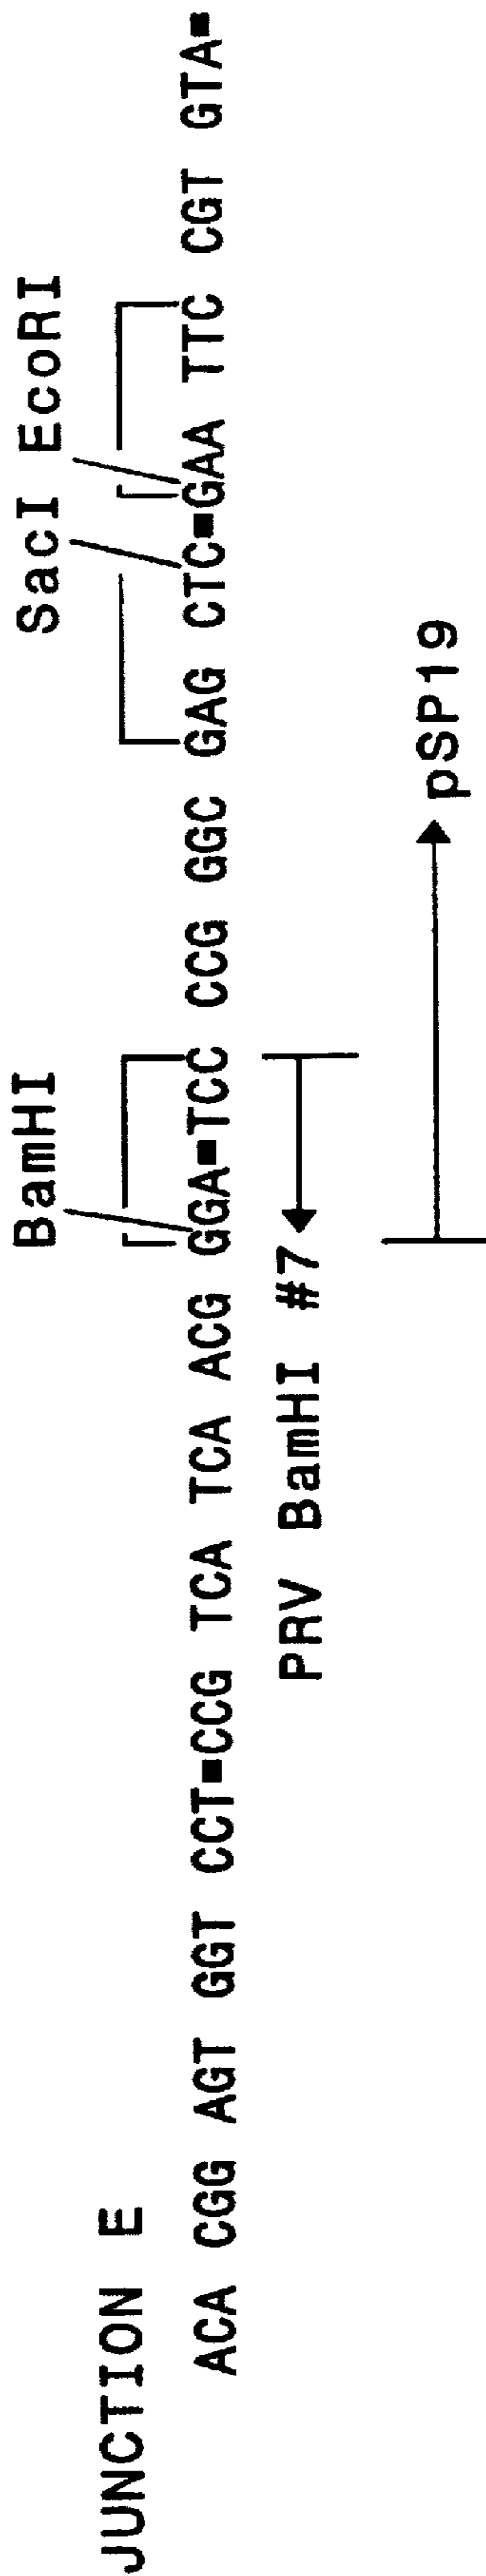 JUNCTION E
BamHI SacI EcoRI
ACA CGG AGT GGT CCT▪CCG TCA TCA ACG GGA▪TCC CCG GGC GAG CTC▪GAA TTC CGT GTA▪
PRV BamHI #7
pSP19